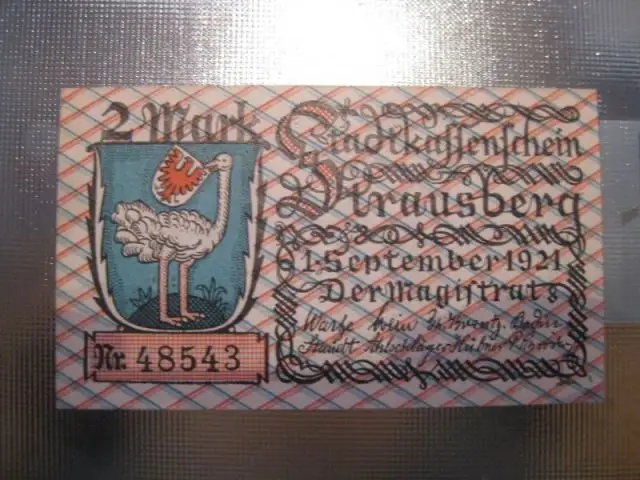 2 Mark
Stadtkassenschein
Strausberg
1. September 1921
Der Magistrat
Nr. 48543